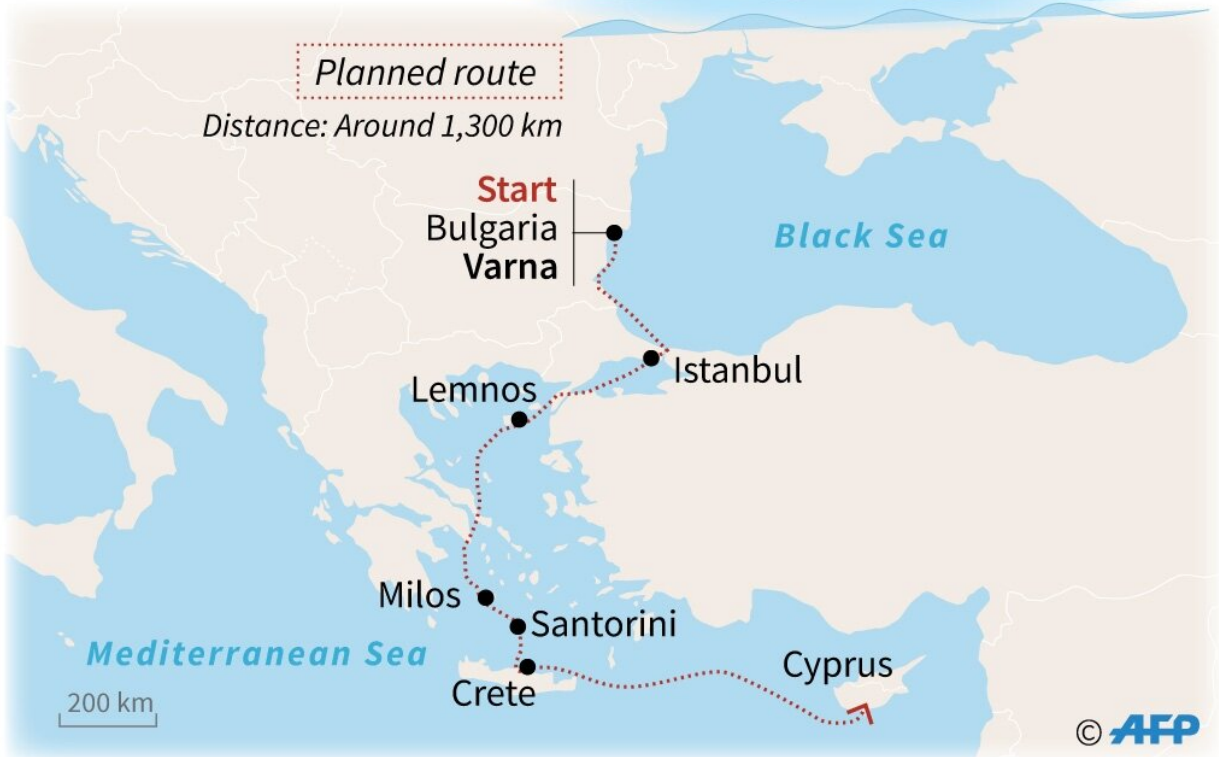 Planned route
Distance: Around 1,300 km
Start
Bulgaria
Varna
Black Sea
Istanbul
Lemnos
Milos
Santorini
Mediterranean Sea
Crete
Cyprus
200 km
© AFP